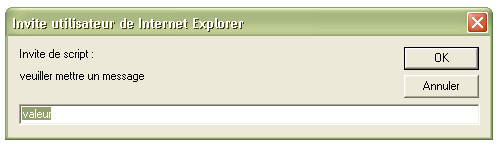 Invite utilisateur de Internet Explorer
Invite de script :
OK
veuiller mettre un message
Annuler
valeur